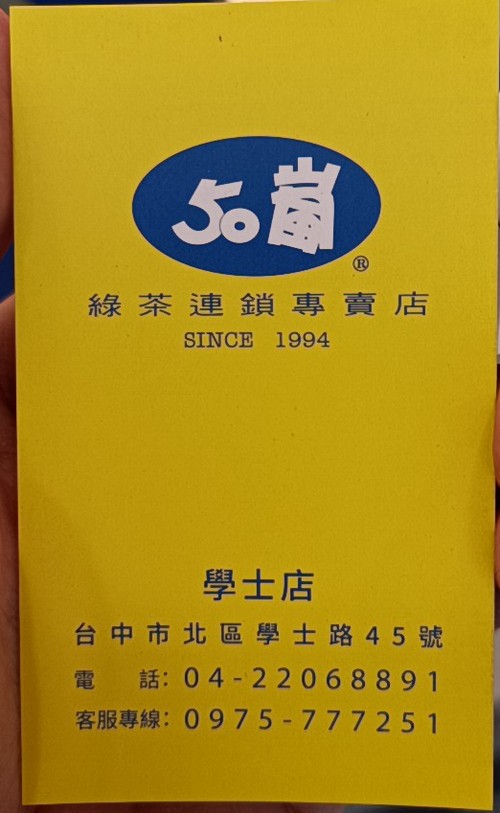 50嵐
®
綠茶連鎖專賣店
SINCE 1994
學士店
台中市北區學士路45號
電 話：04-22068891
客服專線：0975-777251